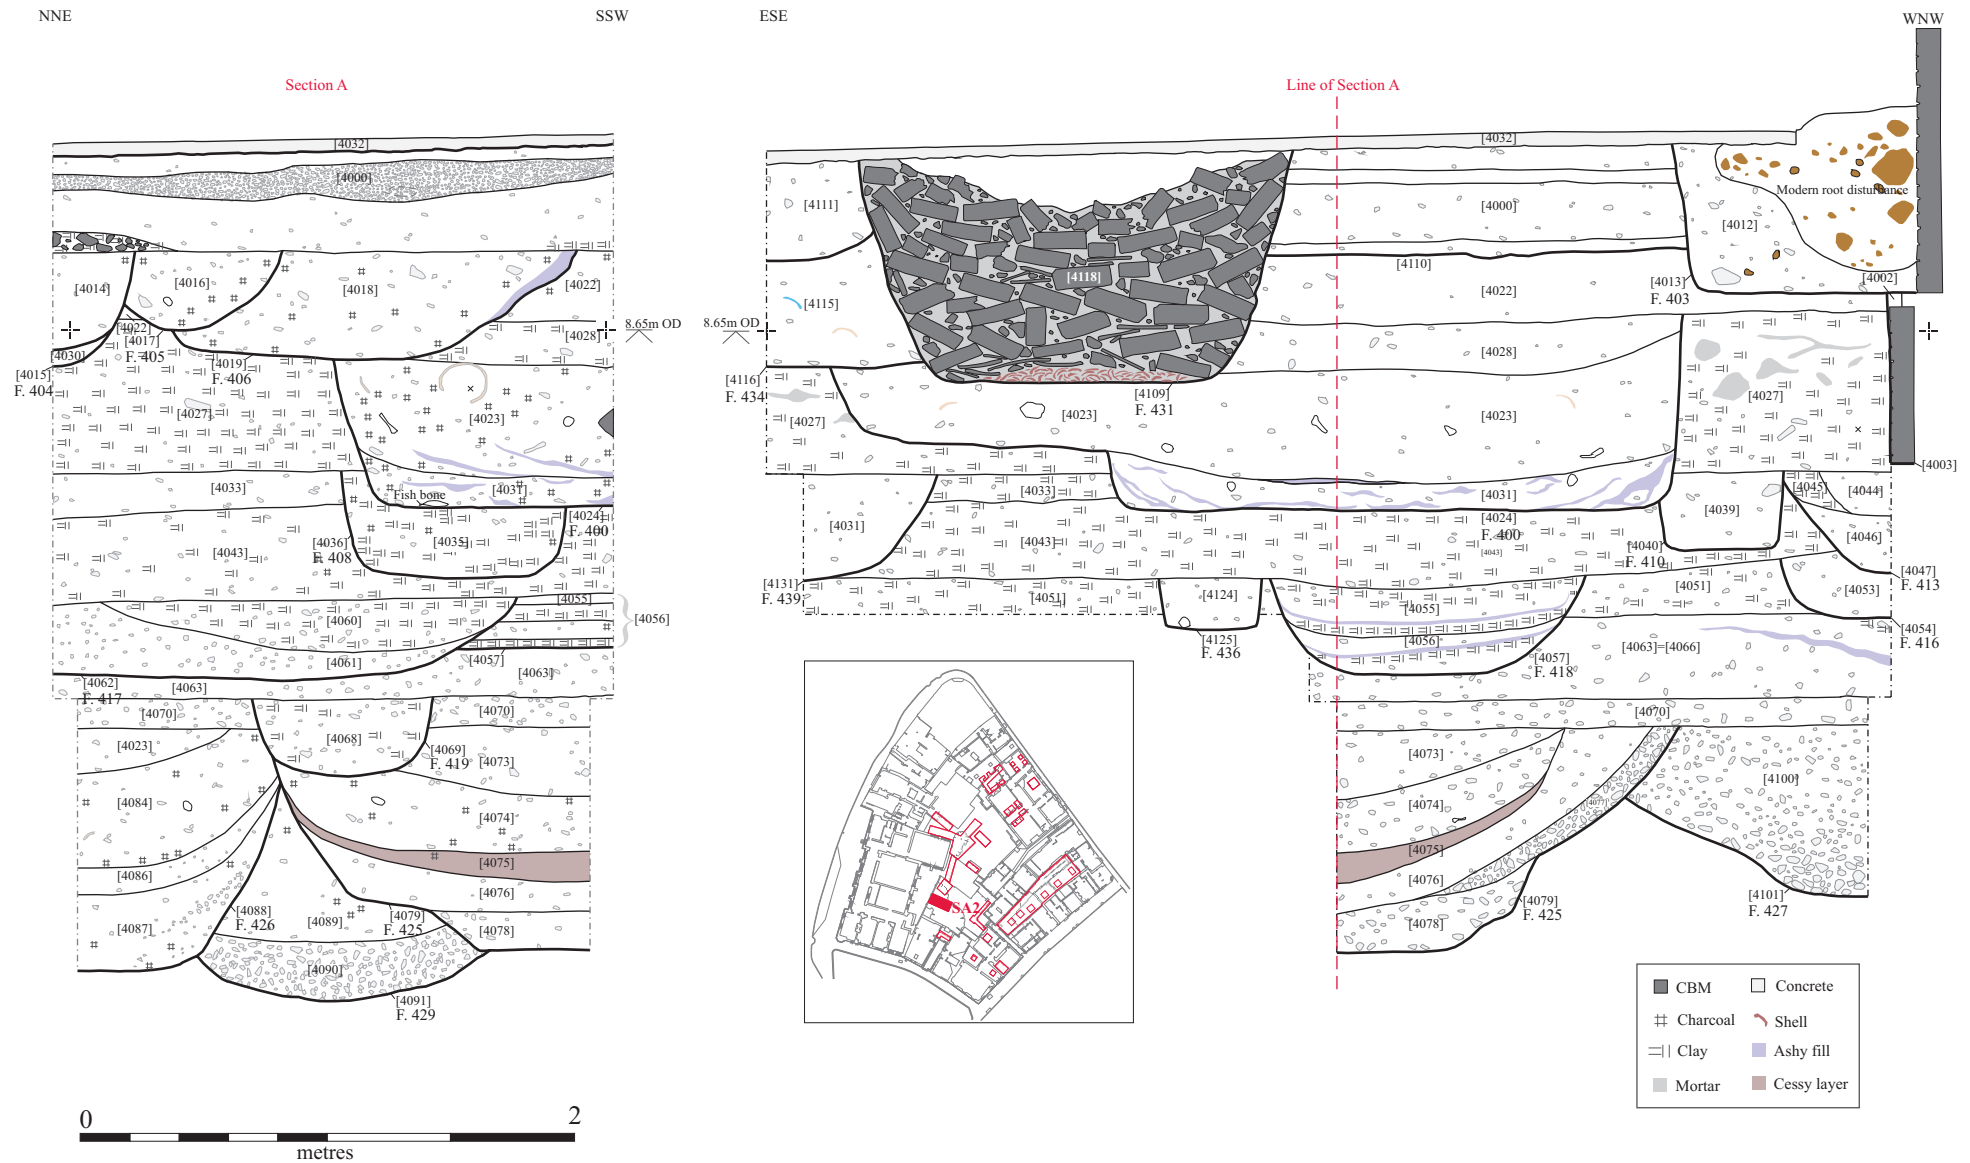 NNE
SSW
ESE
WNW
Section A
Line of Section A
[4032]
[4000]
[4014]
[4016]
[4018]
[4022]
[4022]
[4017]
F. 405
[4028]
[4030]
[4015]
F. 404
[4019]
F. 406
8.65m OD
[4027]
[4023]
[4033]
Fish bone
[4031]
[4024]
F. 400
[4036]
F. 408
[4035]
[4043]
[4055]
[4056]
[4060]
[4061]
[4057]
[4062]
F. 417
[4063]
[4063]
[4070]
[4070]
[4068]
[4069]
F. 419
[4023]
[4073]
[4084]
[4074]
[4075]
[4086]
[4076]
[4088]
F. 426
[4089]
[4079]
F. 425
[4087]
[4078]
[4090]
[4091]
F. 429
[4032]
[4111]
[4000]
[4012]
Modern root disturbance
[4110]
[4118]
[4013]
F. 403
[4002]
[4115]
[4022]
8.65m OD
[4028]
[4116]
F. 434
[4109]
F. 431
[4027]
[4023]
[4023]
[4027]
[4003]
[4033]
[4031]
[4031]
[4045]
[4044]
[4039]
[4024]
F. 400
[4043]
[4043]
[4040]
F. 410
[4046]
[4047]
F. 413
[4131]
F. 439
[4051]
[4124]
[4051]
[4053]
[4055]
[4056]
[4125]
F. 436
[4057]
F. 418
[4063]=[4066]
[4054]
F. 416
[4070]
[4073]
[4074]
[4077]
[4100]
[4075]
[4076]
[4079]
F. 425
[4101]
F. 427
[4078]
SA2
CBM
Concrete
Charcoal
Shell
Clay
Ashy fill
Mortar
Cessy layer
0
2
metres